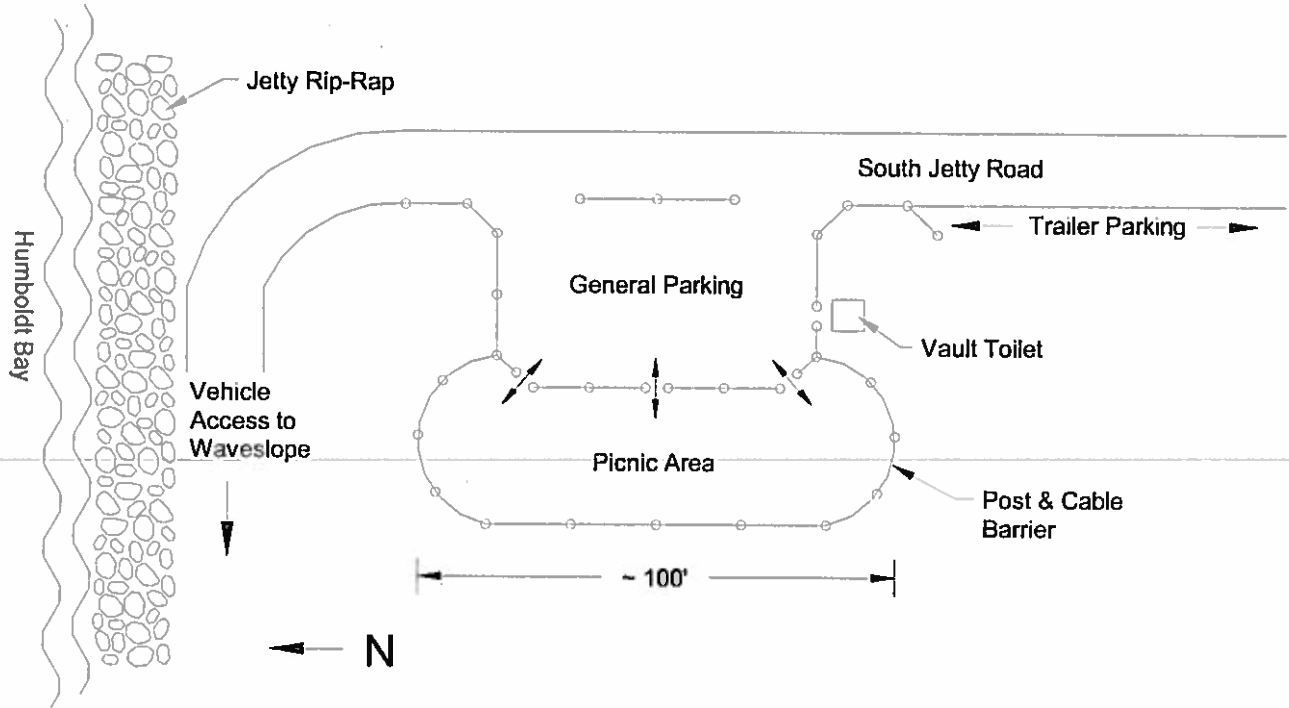 Jetty Rip-Rap
South Jetty Road
Trailer Parking
General Parking
Humboldt Bay
Vault Toilet
Vehicle
Access to
Waveslope
Picnic Area
Post & Cable
Barrier
~ 100'
N